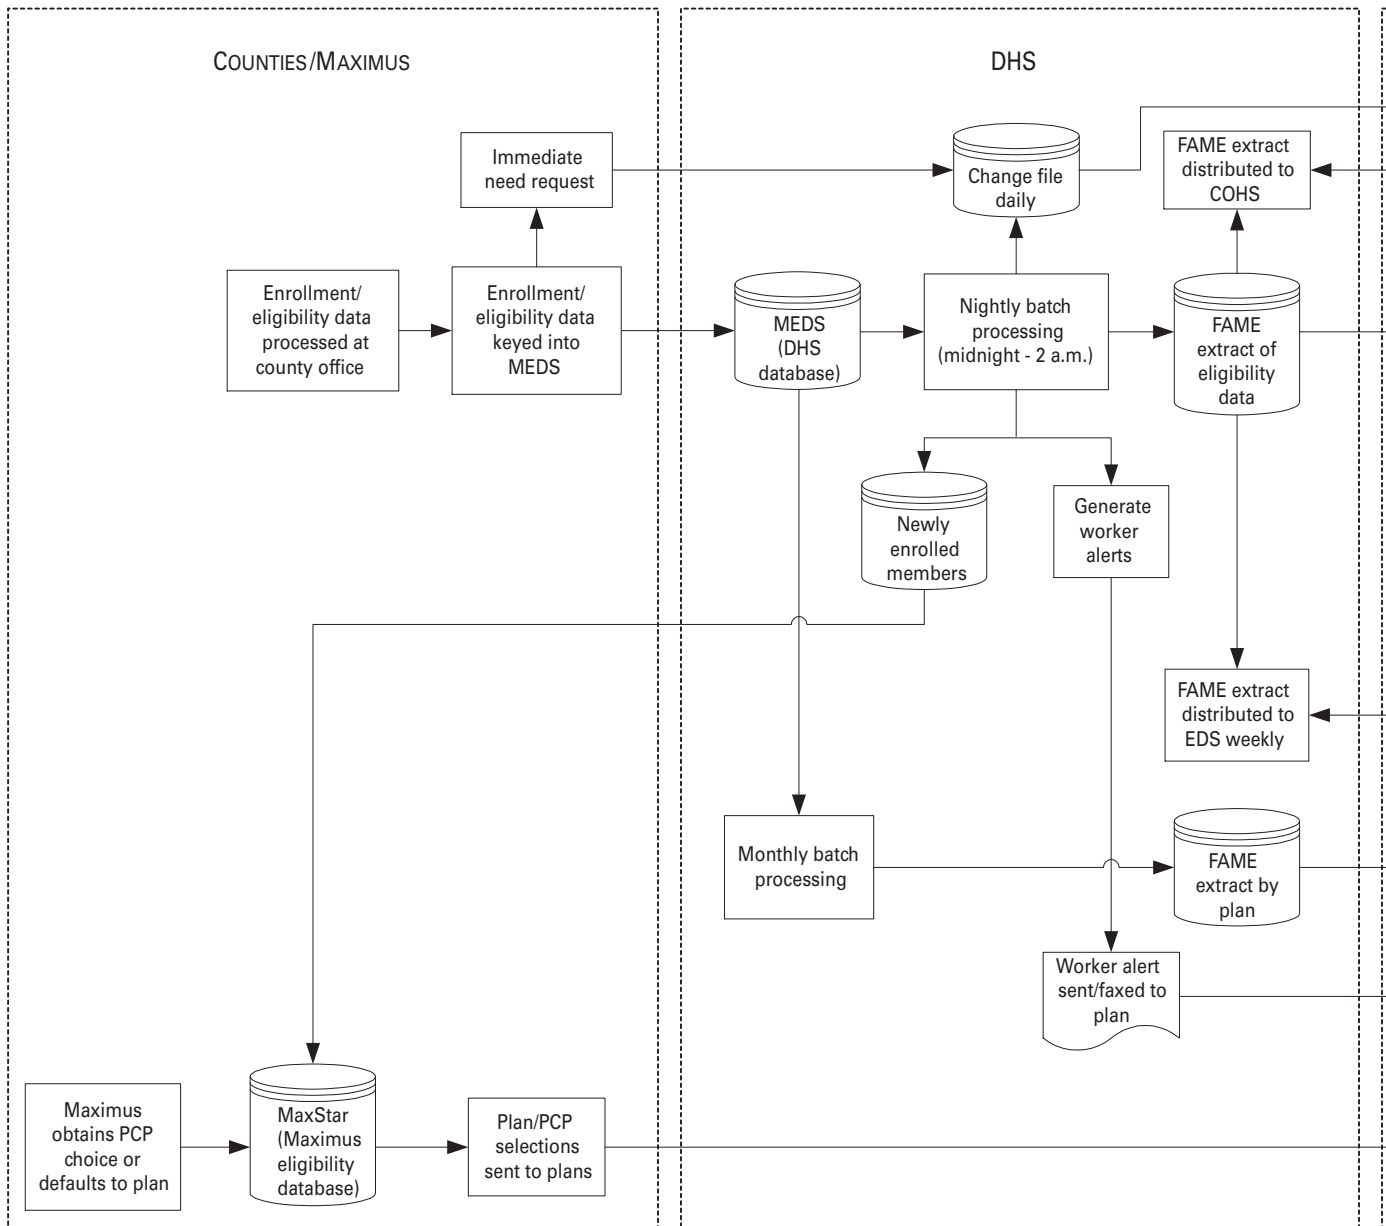 COUNTIES/MAXIMUS
DHS
Immediate
need request
Change file
daily
FAME extract
distributed to
COHS
Enrollment/
eligibility data
processed at
county office
Enrollment/
eligibility data
keyed into
MEDS
MEDS
(DHS
database)
Nightly batch
processing
(midnight - 2 a.m.)
FAME
extract of
eligibility
data
Newly
enrolled
members
Generate
worker
alerts
FAME extract
distributed to
EDS weekly
Monthly batch
processing
FAME
extract by
plan
Worker alert
sent/faxed to
plan
Maximus
obtains PCP
choice or
defaults to plan
MaxStar
(Maximus
eligibility
database)
Plan/PCP
selections
sent to plans